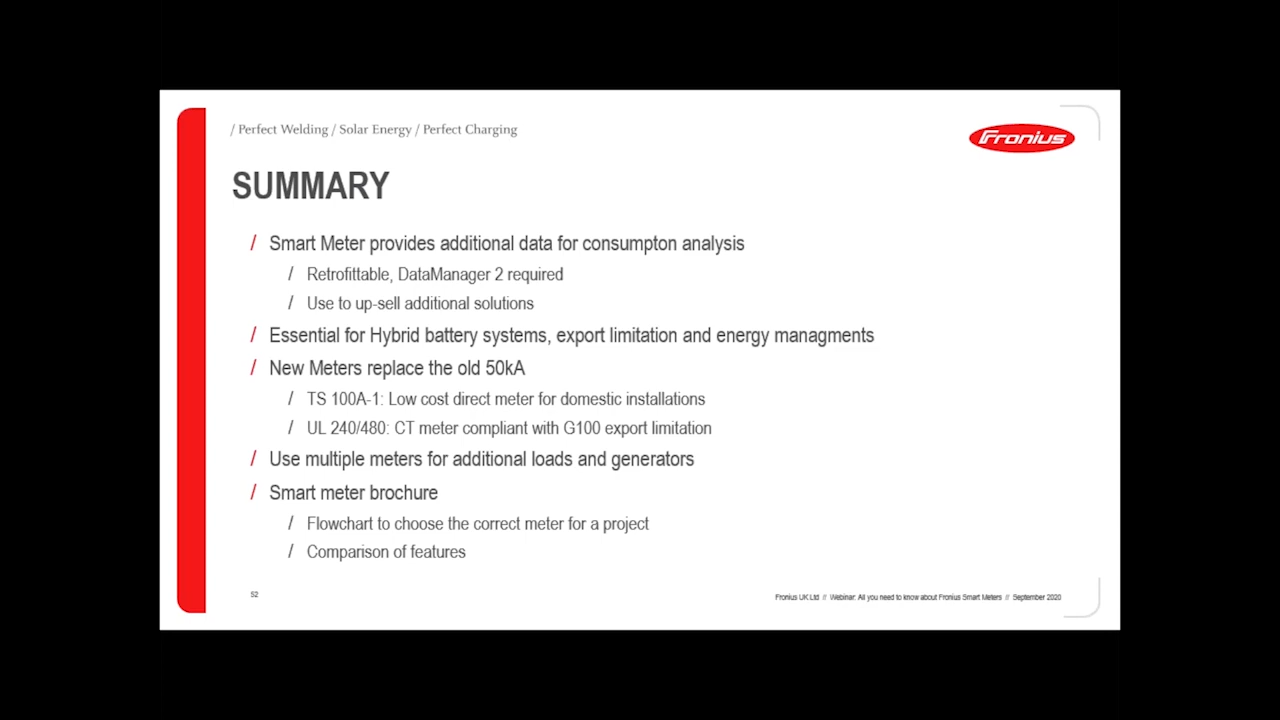 / Perfect Welding / Solar Energy / Perfect Charging
Fronius
SUMMARY
/ Smart Meter provides additional data for consumpton analysis
/ Retrofittable, DataManager 2 required
/ Use to up-sell additional solutions
/ Essential for Hybrid battery systems, export limitation and energy managments
/ New Meters replace the old 50kA
/ TS 100A-1: Low cost direct meter for domestic installations
/ UL 240/480: CT meter compliant with G100 export limitation
/ Use multiple meters for additional loads and generators
/ Smart meter brochure
/ Flowchart to choose the correct meter for a project
/ Comparison of features
52
Fronius UK Ltd // Webinar: All you need to know about Fronius Smart Meters // September 2020